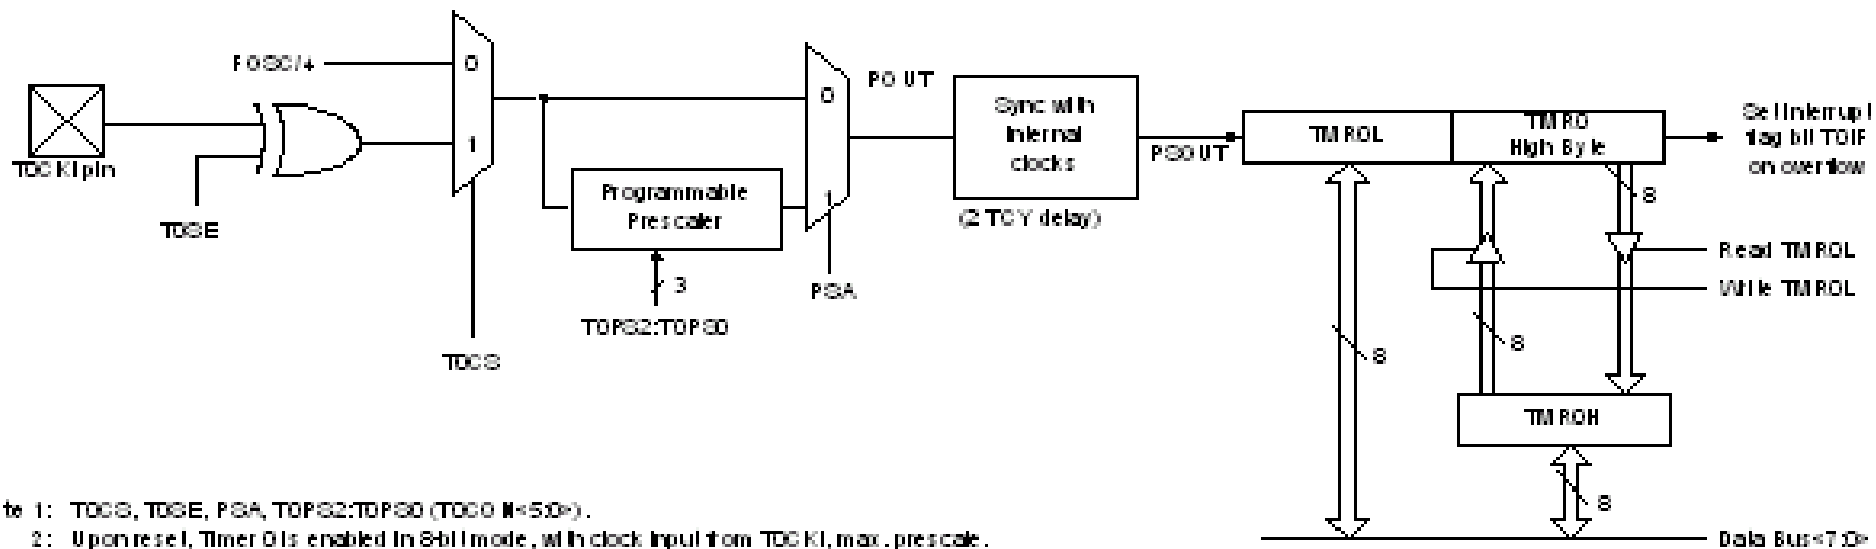 FOSC/4
0
1
T0CKI pin
T0SE
T0CS
Programmable
Prescaler
3
T0PS2:T0PS0
0
1
PSA
POUT
Sync with
Internal
clocks
(2 TCY delay)
PSOUT
TMR0L
TMR0
High Byte
Set Interrupt
flag bit T0IF
on overflow
8
Read TMR0L
Write TMR0L
8
8
TMR0H
8
Data Bus<7:0>
te 1: T0CS, T0SE, PSA, T0PS2:T0PS0 (T0CON<5:0>).
2: Upon reset, Timer 0 is enabled in 8-bit mode, with clock input from T0CKI, max. prescale.